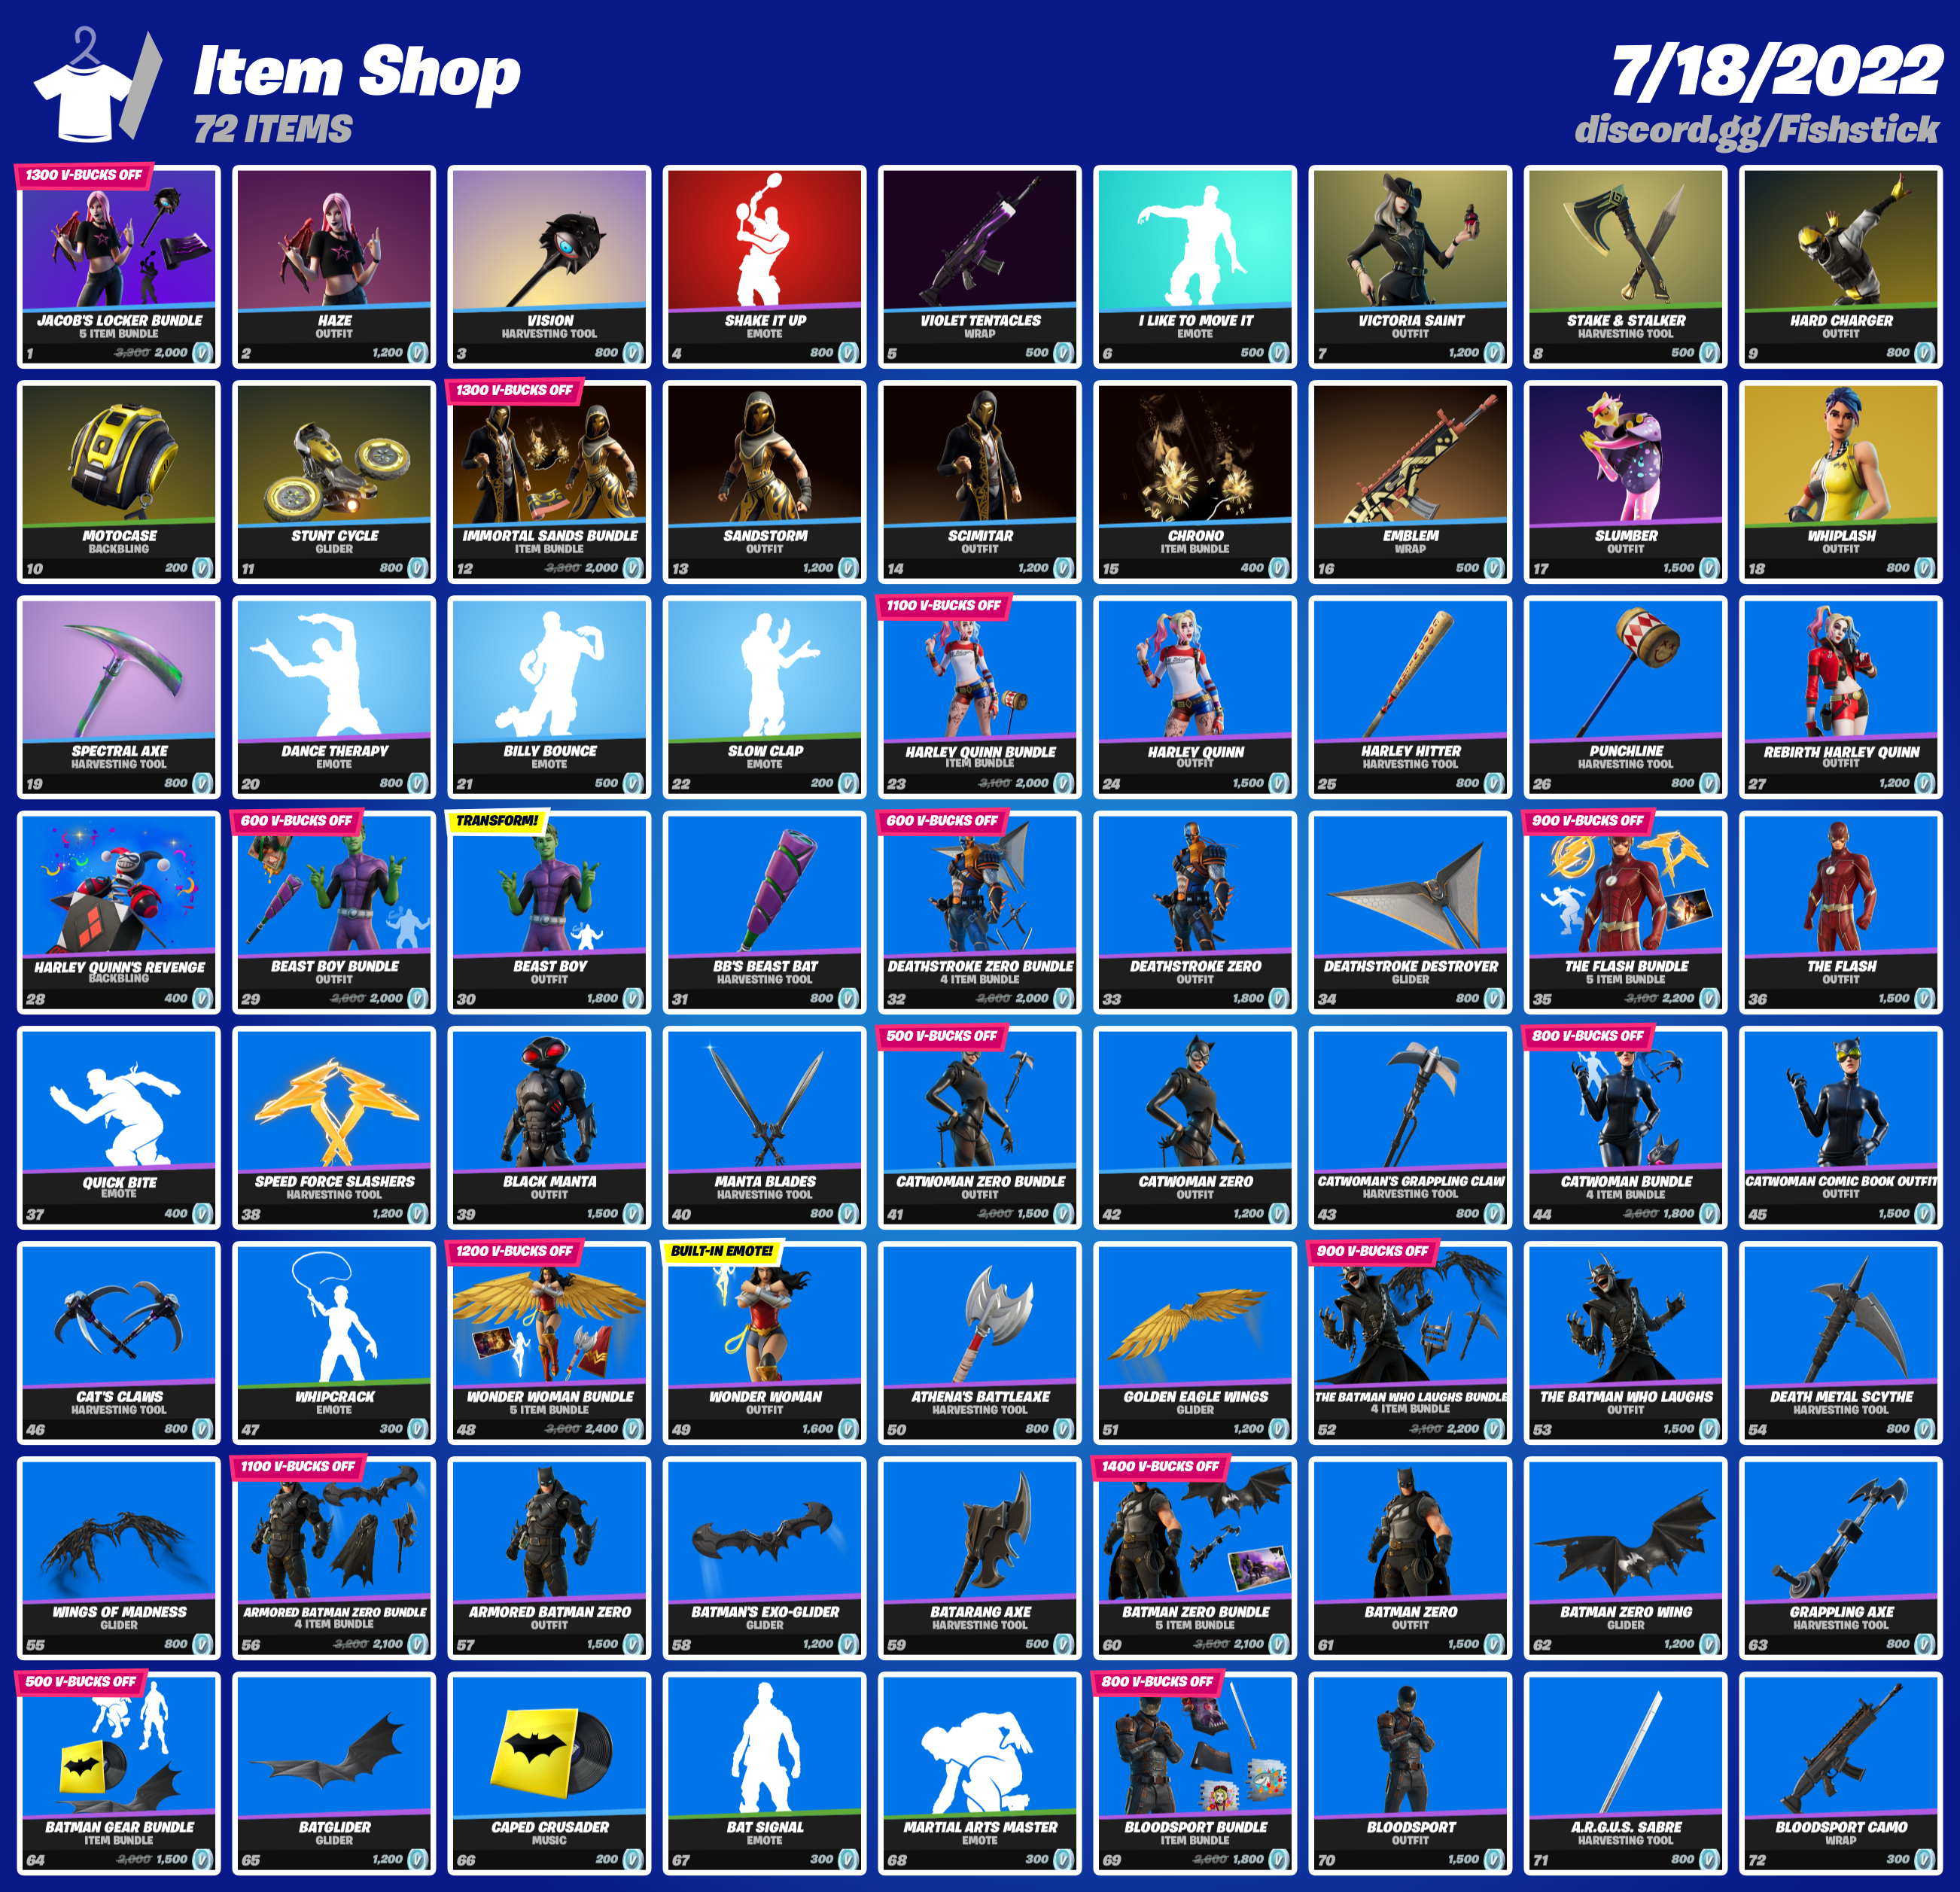 Item Shop
72 ITEMS
7/18/2022
discord.gg/Fishstick
1300 V-BUCKS OFF
JACOB'S LOCKER BUNDLE
5 ITEM BUNDLE
1 3,300 2,000
HAZE
OUTFIT
2 1,200
VISION
HARVESTING TOOL
3 800
SHAKE IT UP
EMOTE
4 800
VIOLET TENTACLES
WRAP
5 500
I LIKE TO MOVE IT
EMOTE
6 500
VICTORIA SAINT
OUTFIT
7 1,200
STAKE & STALKER
HARVESTING TOOL
8 500
HARD CHARGER
OUTFIT
9 800
MOTOCASE
BACKBLING
10 200
STUNT CYCLE
GLIDER
11 800
1300 V-BUCKS OFF
IMMORTAL SANDS BUNDLE
ITEM BUNDLE
12 3,300 2,000
SANDSTORM
OUTFIT
13 1,200
SCIMITAR
OUTFIT
14 1,200
CHRONO
ITEM BUNDLE
15 400
EMBLEM
WRAP
16 500
SLUMBER
OUTFIT
17 1,500
WHIPLASH
OUTFIT
18 800
SPECTRAL AXE
HARVESTING TOOL
19 800
DANCE THERAPY
EMOTE
20 800
BILLY BOUNCE
EMOTE
21 500
SLOW CLAP
EMOTE
22 200
1100 V-BUCKS OFF
HARLEY QUINN BUNDLE
ITEM BUNDLE
23 3,100 2,000
HARLEY QUINN
OUTFIT
24 1,500
HARLEY HITTER
HARVESTING TOOL
25 800
PUNCHLINE
HARVESTING TOOL
26 800
REBIRTH HARLEY QUINN
OUTFIT
27 1,200
HARLEY QUINN'S REVENGE
BACKBLING
28 400
600 V-BUCKS OFF
BEAST BOY BUNDLE
OUTFIT
29 2,600 2,000
TRANSFORM!
BEAST BOY
OUTFIT
30 1,800
BB'S BEAST BAT
HARVESTING TOOL
31 800
600 V-BUCKS OFF
DEATHSTROKE ZERO BUNDLE
4 ITEM BUNDLE
32 2,600 2,000
DEATHSTROKE ZERO
OUTFIT
33 1,800
DEATHSTROKE DESTROYER
GLIDER
34 800
900 V-BUCKS OFF
THE FLASH BUNDLE
5 ITEM BUNDLE
35 3,100 2,200
THE FLASH
OUTFIT
36 1,500
QUICK BITE
EMOTE
37 400
SPEED FORCE SLASHERS
HARVESTING TOOL
38 1,200
BLACK MANTA
OUTFIT
39 1,500
MANTA BLADES
HARVESTING TOOL
40 800
500 V-BUCKS OFF
CATWOMAN ZERO BUNDLE
OUTFIT
41 2,000 1,500
CATWOMAN ZERO
OUTFIT
42 1,200
CATWOMAN'S GRAPPLING CLAW
HARVESTING TOOL
43 800
800 V-BUCKS OFF
CATWOMAN BUNDLE
4 ITEM BUNDLE
44 2,600 1,800
CATWOMAN COMIC BOOK OUTFIT
OUTFIT
45 1,500
CAT'S CLAWS
HARVESTING TOOL
46 800
WHIPCRACK
EMOTE
47 300
1200 V-BUCKS OFF
WONDER WOMAN BUNDLE
5 ITEM BUNDLE
48 3,600 2,400
BUILT-IN EMOTE!
WONDER WOMAN
OUTFIT
49 1,600
ATHENA'S BATTLEAXE
HARVESTING TOOL
50 800
GOLDEN EAGLE WINGS
GLIDER
51 1,200
900 V-BUCKS OFF
THE BATMAN WHO LAUGHS BUNDLE
4 ITEM BUNDLE
52 3,100 2,200
THE BATMAN WHO LAUGHS
OUTFIT
53 1,500
DEATH METAL SCYTHE
HARVESTING TOOL
54 800
WINGS OF MADNESS
GLIDER
55 800
1100 V-BUCKS OFF
ARMORED BATMAN ZERO BUNDLE
4 ITEM BUNDLE
56 3,200 2,100
ARMORED BATMAN ZERO
OUTFIT
57 1,500
BATMAN'S EXO-GLIDER
GLIDER
58 1,200
BATARANG AXE
HARVESTING TOOL
59 500
1400 V-BUCKS OFF
BATMAN ZERO BUNDLE
5 ITEM BUNDLE
60 3,500 2,100
BATMAN ZERO
OUTFIT
61 1,500
BATMAN ZERO WING
GLIDER
62 1,200
GRAPPLING AXE
HARVESTING TOOL
63 800
500 V-BUCKS OFF
BATMAN GEAR BUNDLE
ITEM BUNDLE
64 2,000 1,500
BATGLIDER
GLIDER
65 1,200
CAPED CRUSADER
MUSIC
66 200
BAT SIGNAL
EMOTE
67 300
MARTIAL ARTS MASTER
EMOTE
68 300
800 V-BUCKS OFF
BLOODSPORT BUNDLE
ITEM BUNDLE
69 2,600 1,800
BLOODSPORT
OUTFIT
70 1,500
A.R.G.U.S. SABRE
HARVESTING TOOL
71 800
BLOODSPORT CAMO
WRAP
72 300